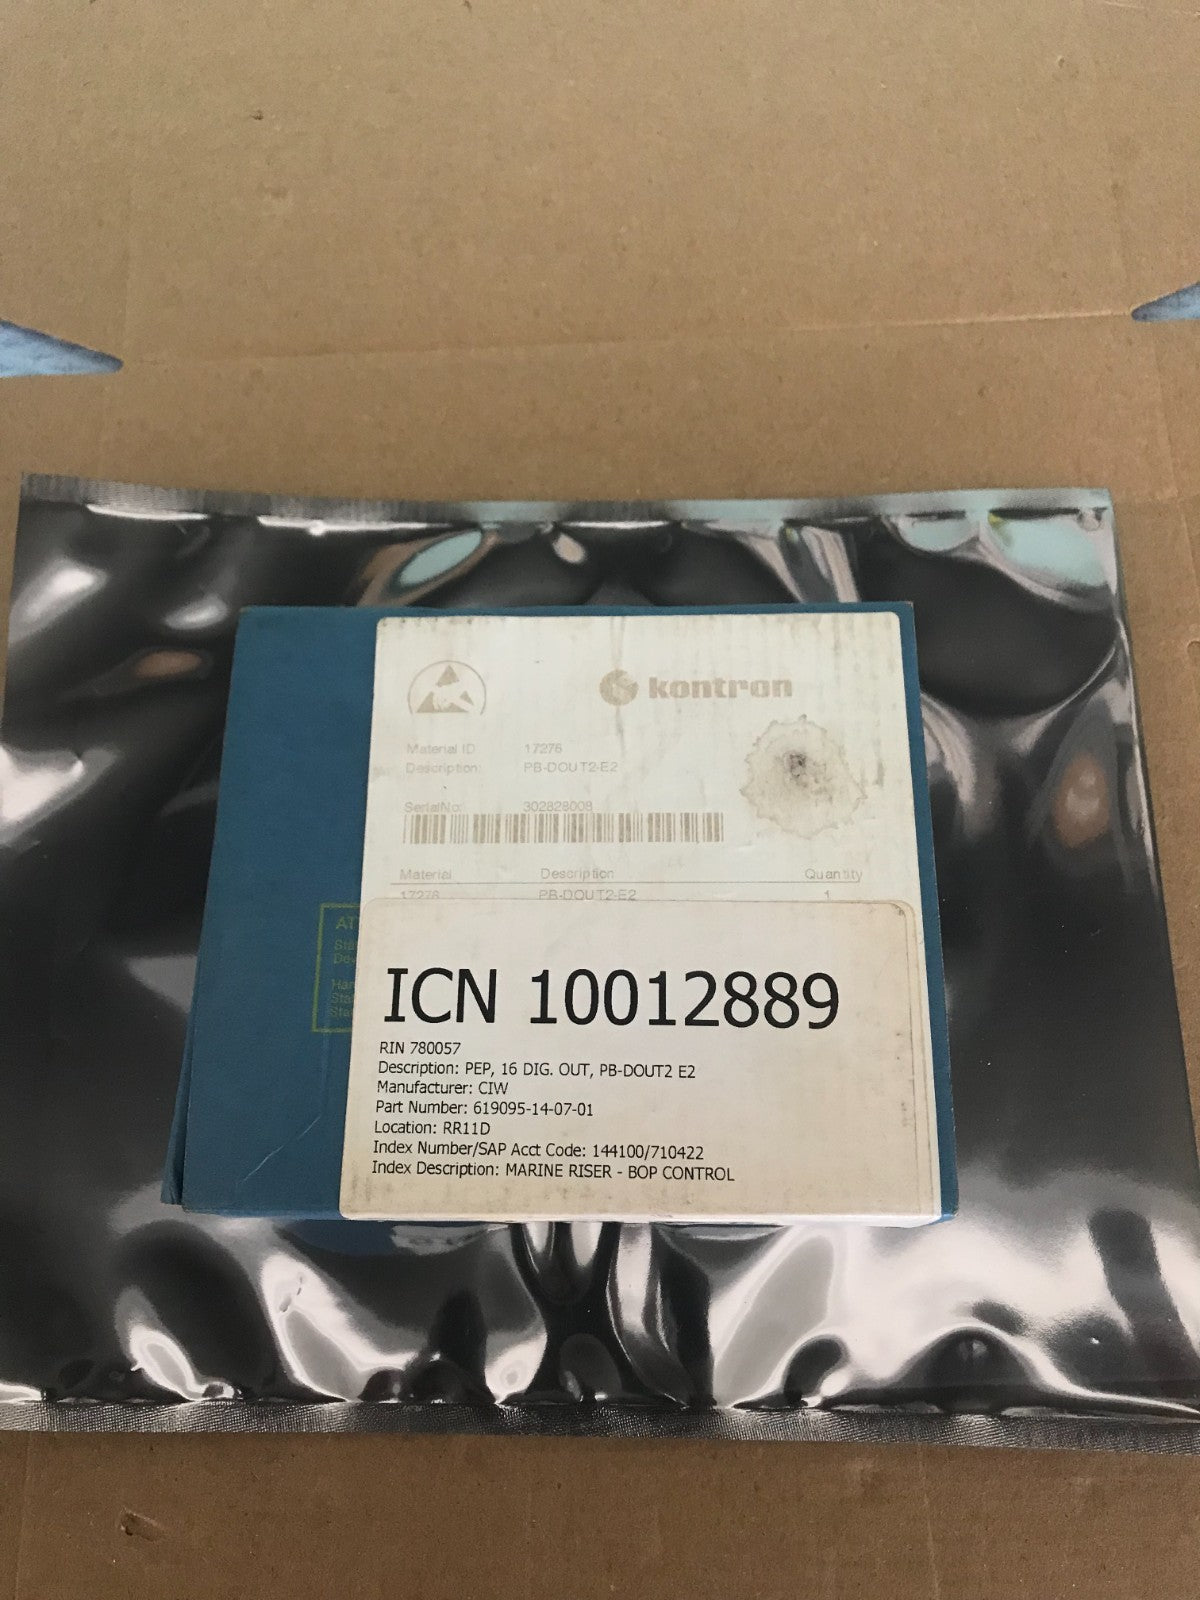 kontron
Material ID 17276
Description: PB-DOUT2-E2
SerialNo: 302828008
Material Description Quantity
17276 PB-DOUT2-E2 1
ICN 10012889
RIN 780057
Description: PEP, 16 DIG. OUT, PB-DOUT2 E2
Manufacturer: CIW
Part Number: 619095-14-07-01
Location: RR11D
Index Number/SAP Acct Code: 144100/710422
Index Description: MARINE RISER - BOP CONTROL